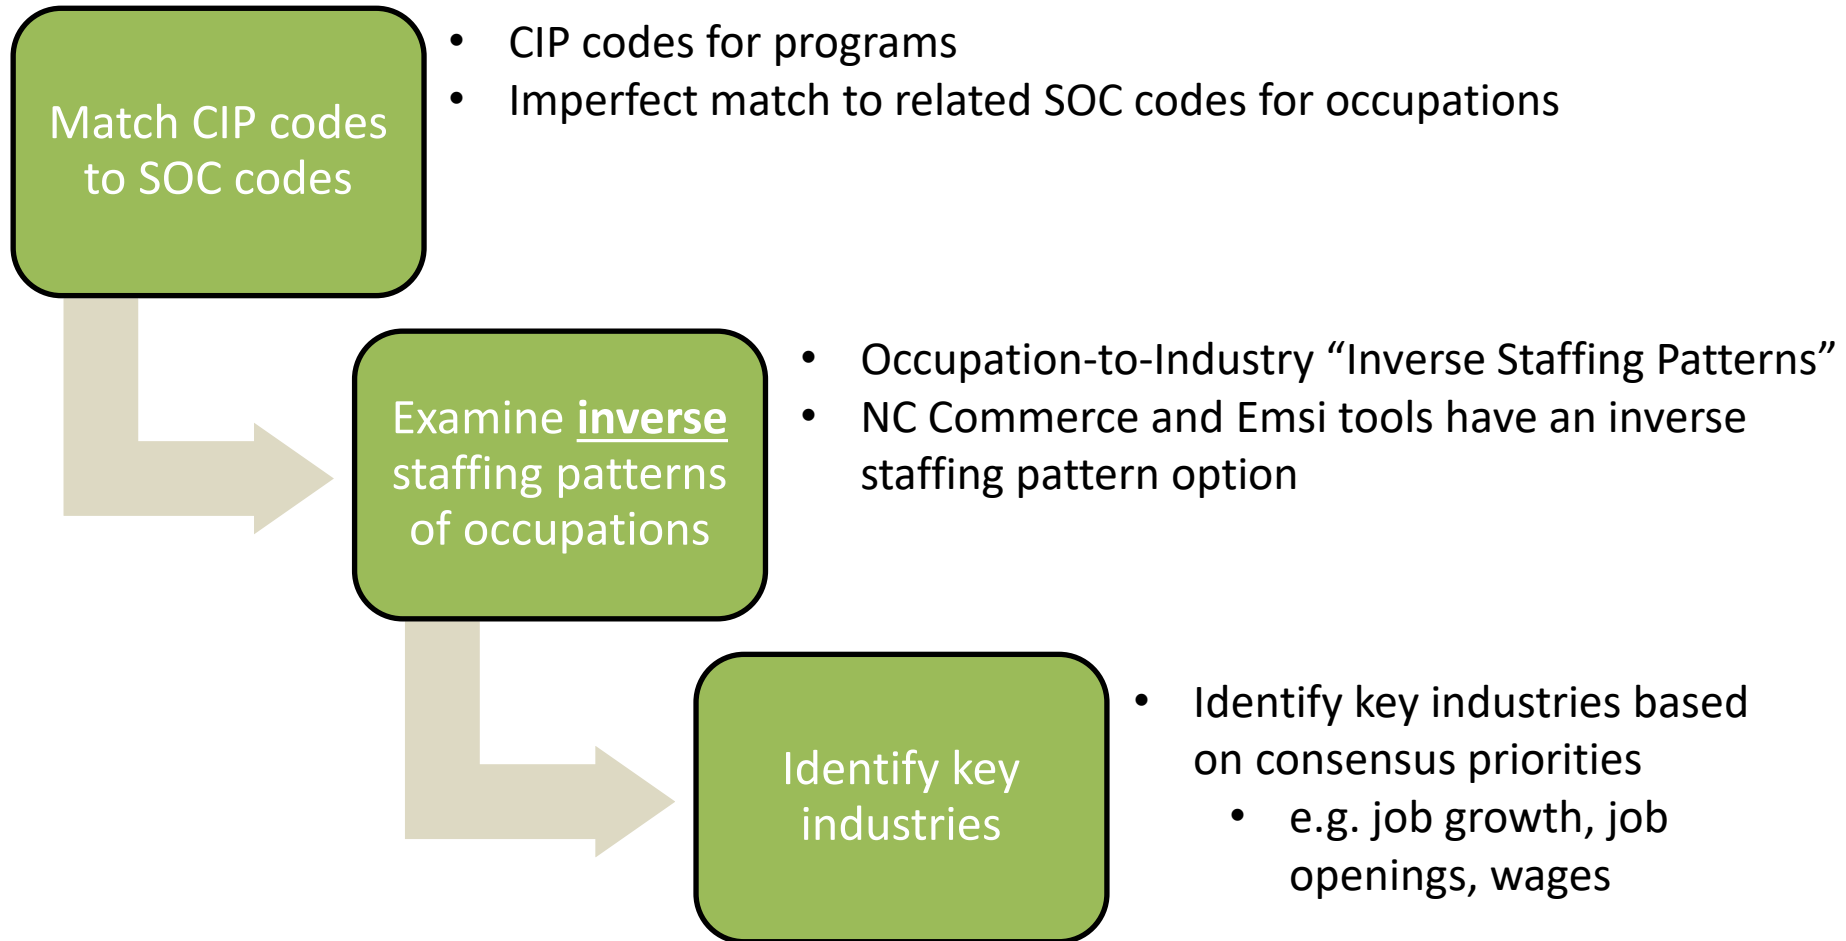 Match CIP codes
to SOC codes
• CIP codes for programs
• Imperfect match to related SOC codes for occupations
Examine inverse
staffing patterns
of occupations
• Occupation-to-Industry “Inverse Staffing Patterns”
• NC Commerce and Emsi tools have an inverse
staffing pattern option
Identify key
industries
• Identify key industries based
on consensus priorities
• e.g. job growth, job
openings, wages